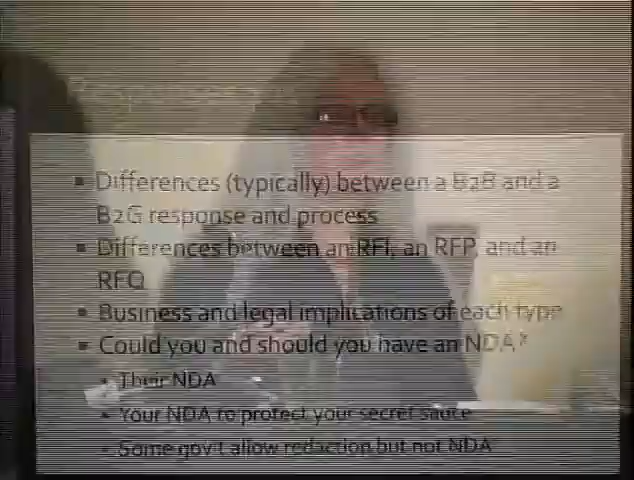 Responses
Differences (typically) between a B2B and a
B2G response and process
Differences between an RFI, an RFP, and an
RFQ
Business and legal implications of each type
Could you and should you have an NDA?
Their NDA
Your NDA to protect your secret sauce
Some gov't allow redaction but not NDA